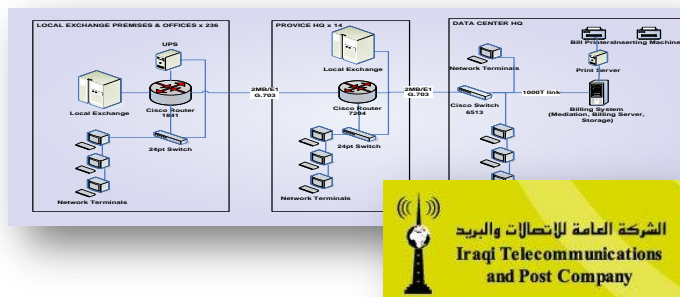 LOCAL EXCHANGE PREMISES & OFFICES x 236
UPS
Local Exchange
Cisco Router
1841
24pt Switch
Network Terminals
2MB/E1
G.703
PROVICE HQ x 14
Local Exchange
Cisco Router
7204
24pt Switch
Network Terminals
2MB/E1
G.703
DATA CENTER HQ
Bill Printers
Inserting Machine
Network Terminals
Print Server
Cisco Switch
6513
1000T link
Billing System
(Mediation, Billing Server,
Storage)
الشركة العامة للاتصالات والبريد
Iraqi Telecommunications
and Post Company